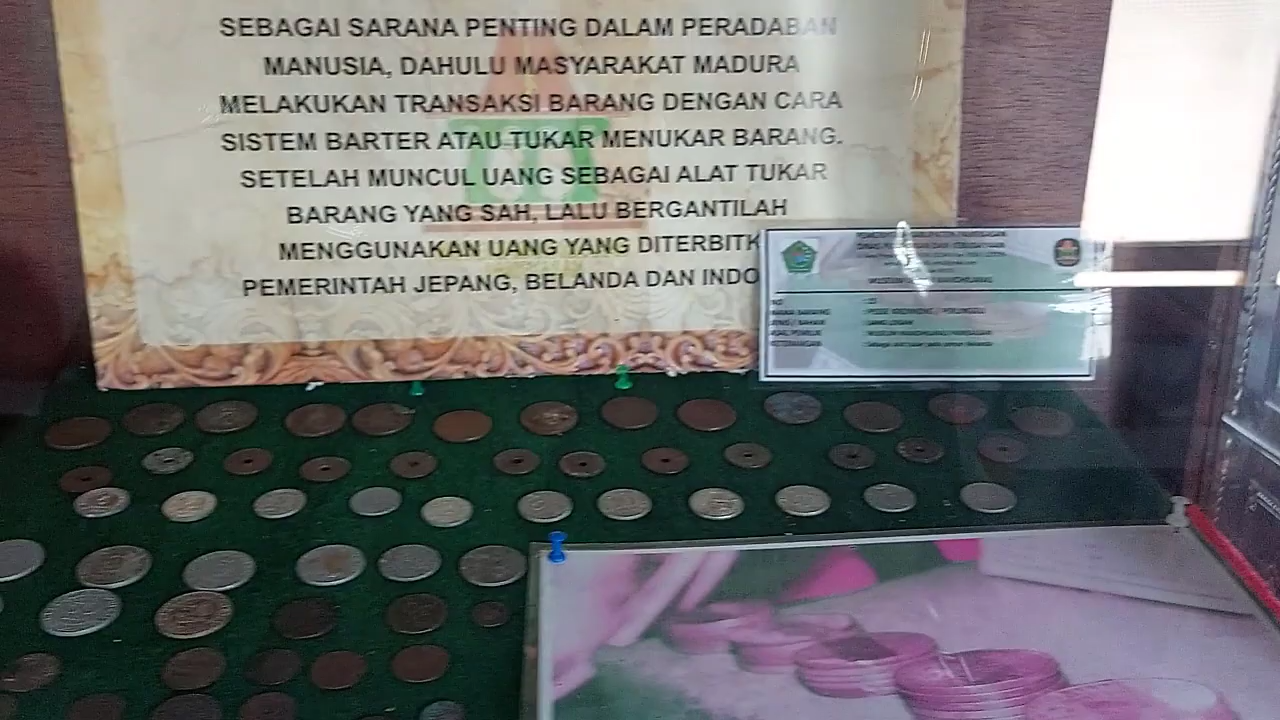 SEBAGAI SARANA PENTING DALAM PERADABAN
MANUSIA, DAHULU MASYARAKAT MADURA
MELAKUKAN TRANSAKSI BARANG DENGAN CARA
SISTEM BARTER ATAU TUKAR MENUKAR BARANG.
SETELAH MUNCUL UANG SEBAGAI ALAT TUKAR
BARANG YANG SAH, LALU BERGANTILAH
MENGGUNAKAN UANG YANG DITERBITK
PEMERINTAH JEPANG, BELANDA DAN INDO